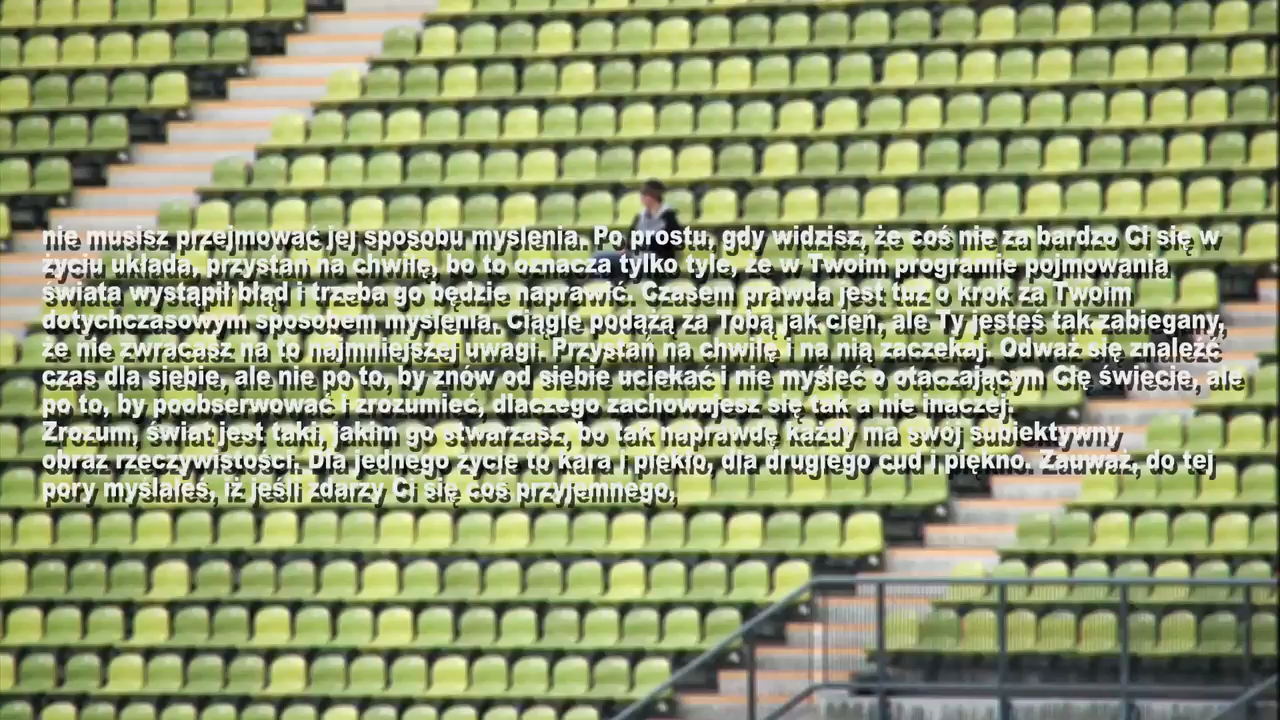 nie musisz przejmować jej sposobu myslenia. Po prostu, gdy widzisz, że coś nie za bardzo Ci się w
życiu układa, przystań na chwilę, bo to oznacza tylko tyle, że w Twoim programie pojmowania
świata wystąpił błąd i trzeba go będzie naprawić. Czasem prawda jest tuż o krok za Twoim
dotychczasowym sposobem myślenia. Ciągle podąża za Tobą jak cień, ale Ty jesteś tak zabiegany,
że nie zwracasz na to najmniejszej uwagi. Przystań na chwilę i na nią zaczekaj. Odważ się znaleźć
czas dla siebie, ale nie po to, by znów od siebie uciekać i nie myśleć o otaczającym Cię świecie, ale
po to, by poobserwować i zrozumieć, dlaczego zachowujesz się tak a nie inaczej.
Zrozum, świat jest taki, jakim go stwarzasz, bo tak naprawdę każdy ma swój subiektywny
obraz rzeczywistości. Dla jednego życie to kara i piekło, dla drugiego cud i piękno. Zauważ, do tej
pory myślałeś, iż jeśli zdarzy Ci się coś przyjemnego,